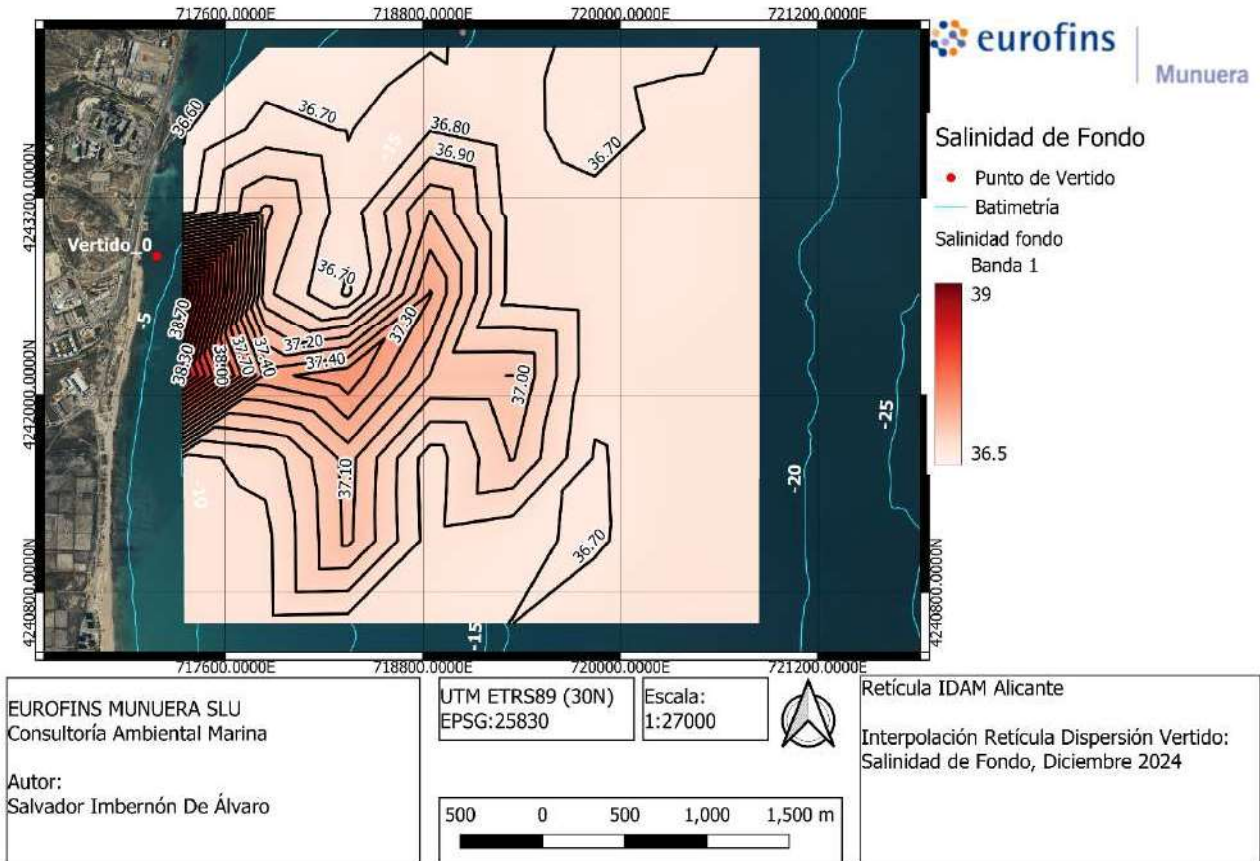 717600.0000E 718800.0000E 720000.0000E 721200.0000E
eurofins
Munuera
Salinidad de Fondo
Punto de Vertido
Batimetría
Salinidad fondo
Banda 1
39
36.5
4243200.0000N
4242000.0000N
4240800.0000N
4240800.0000N
36.60
36.70
-15
36.80
36.90
36.70
Vertido_0
36.70
-5
38.70
38.30
38.00
37.70
37.40
37.20
37.40
37.30
37.00
37.10
-10
36.70
-15
-20
-25
717600.0000E 718800.0000E 720000.0000E 721200.0000E
EUROFINS MUNUERA SLU
Consultoría Ambiental Marina
Autor:
Salvador Imbernón De Álvaro
UTM ETRS89 (30N)
EPSG:25830
Escala:
1:27000
500 0 500 1,000 1,500 m
Retícula IDAM Alicante
Interpolación Retícula Dispersión Vertido:
Salinidad de Fondo, Diciembre 2024